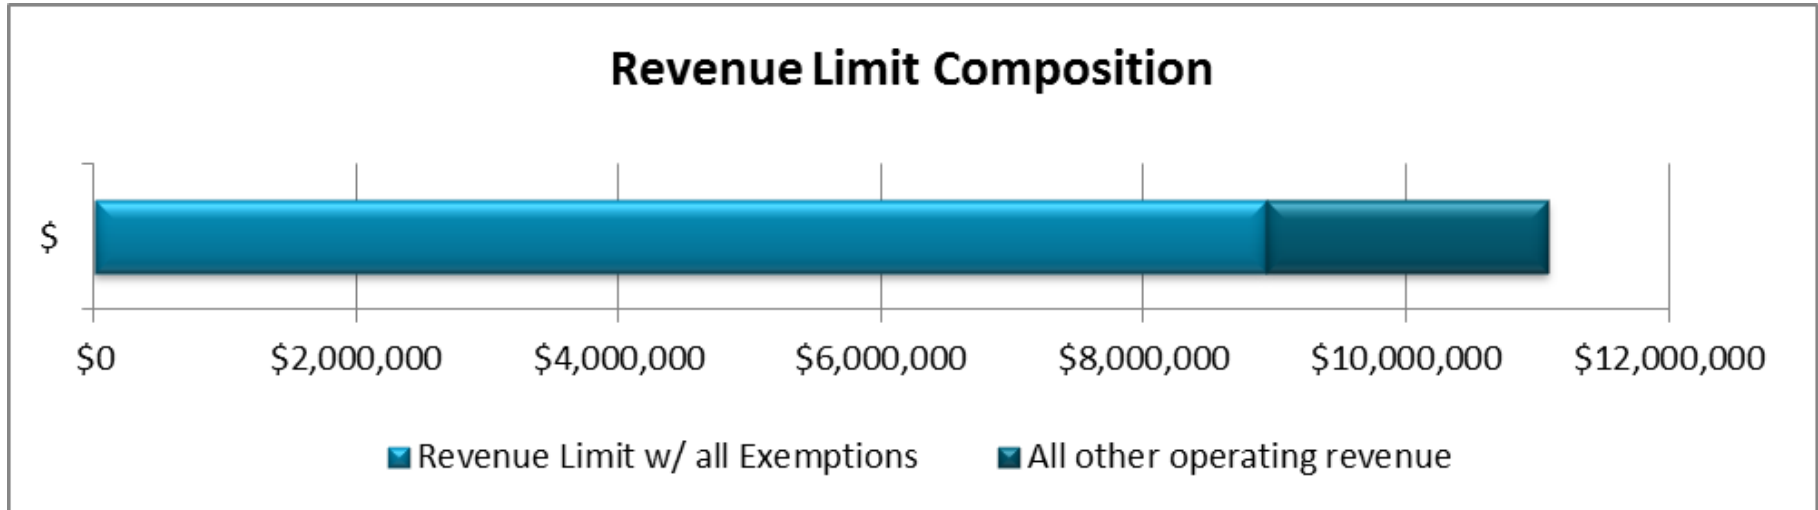 Revenue Limit Composition
$
$0 $2,000,000 $4,000,000 $6,000,000 $8,000,000 $10,000,000 $12,000,000
Revenue Limit w/ all Exemptions All other operating revenue